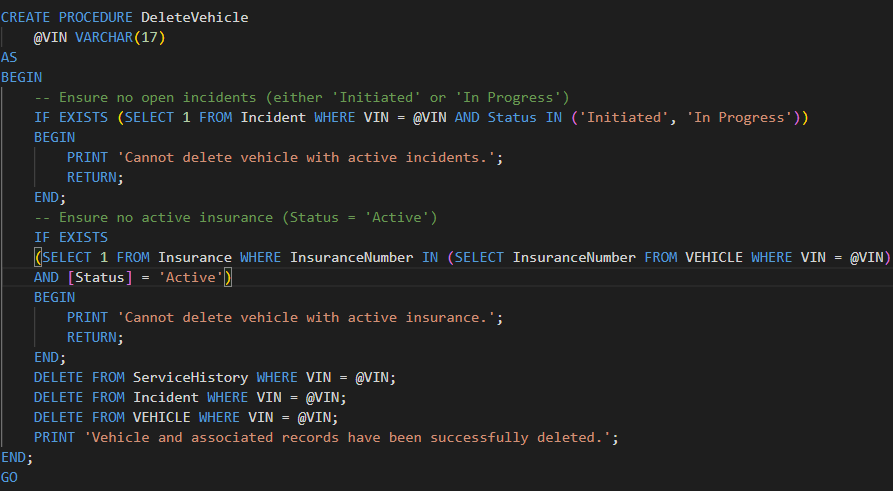 CREATE PROCEDURE DeleteVehicle
    @VIN VARCHAR(17)
AS
BEGIN
    -- Ensure no open incidents (either 'Initiated' or 'In Progress')
    IF EXISTS (SELECT 1 FROM Incident WHERE VIN = @VIN AND Status IN ('Initiated', 'In Progress'))
    BEGIN
        PRINT 'Cannot delete vehicle with active incidents.';
        RETURN;
    END;
    -- Ensure no active insurance (Status = 'Active')
    IF EXISTS
    (SELECT 1 FROM Insurance WHERE InsuranceNumber IN (SELECT InsuranceNumber FROM VEHICLE WHERE VIN = @VIN)
    AND [Status] = 'Active')
    BEGIN
        PRINT 'Cannot delete vehicle with active insurance.';
        RETURN;
    END;
    DELETE FROM ServiceHistory WHERE VIN = @VIN;
    DELETE FROM Incident WHERE VIN = @VIN;
    DELETE FROM VEHICLE WHERE VIN = @VIN;
    PRINT 'Vehicle and associated records have been successfully deleted.';
END;
GO